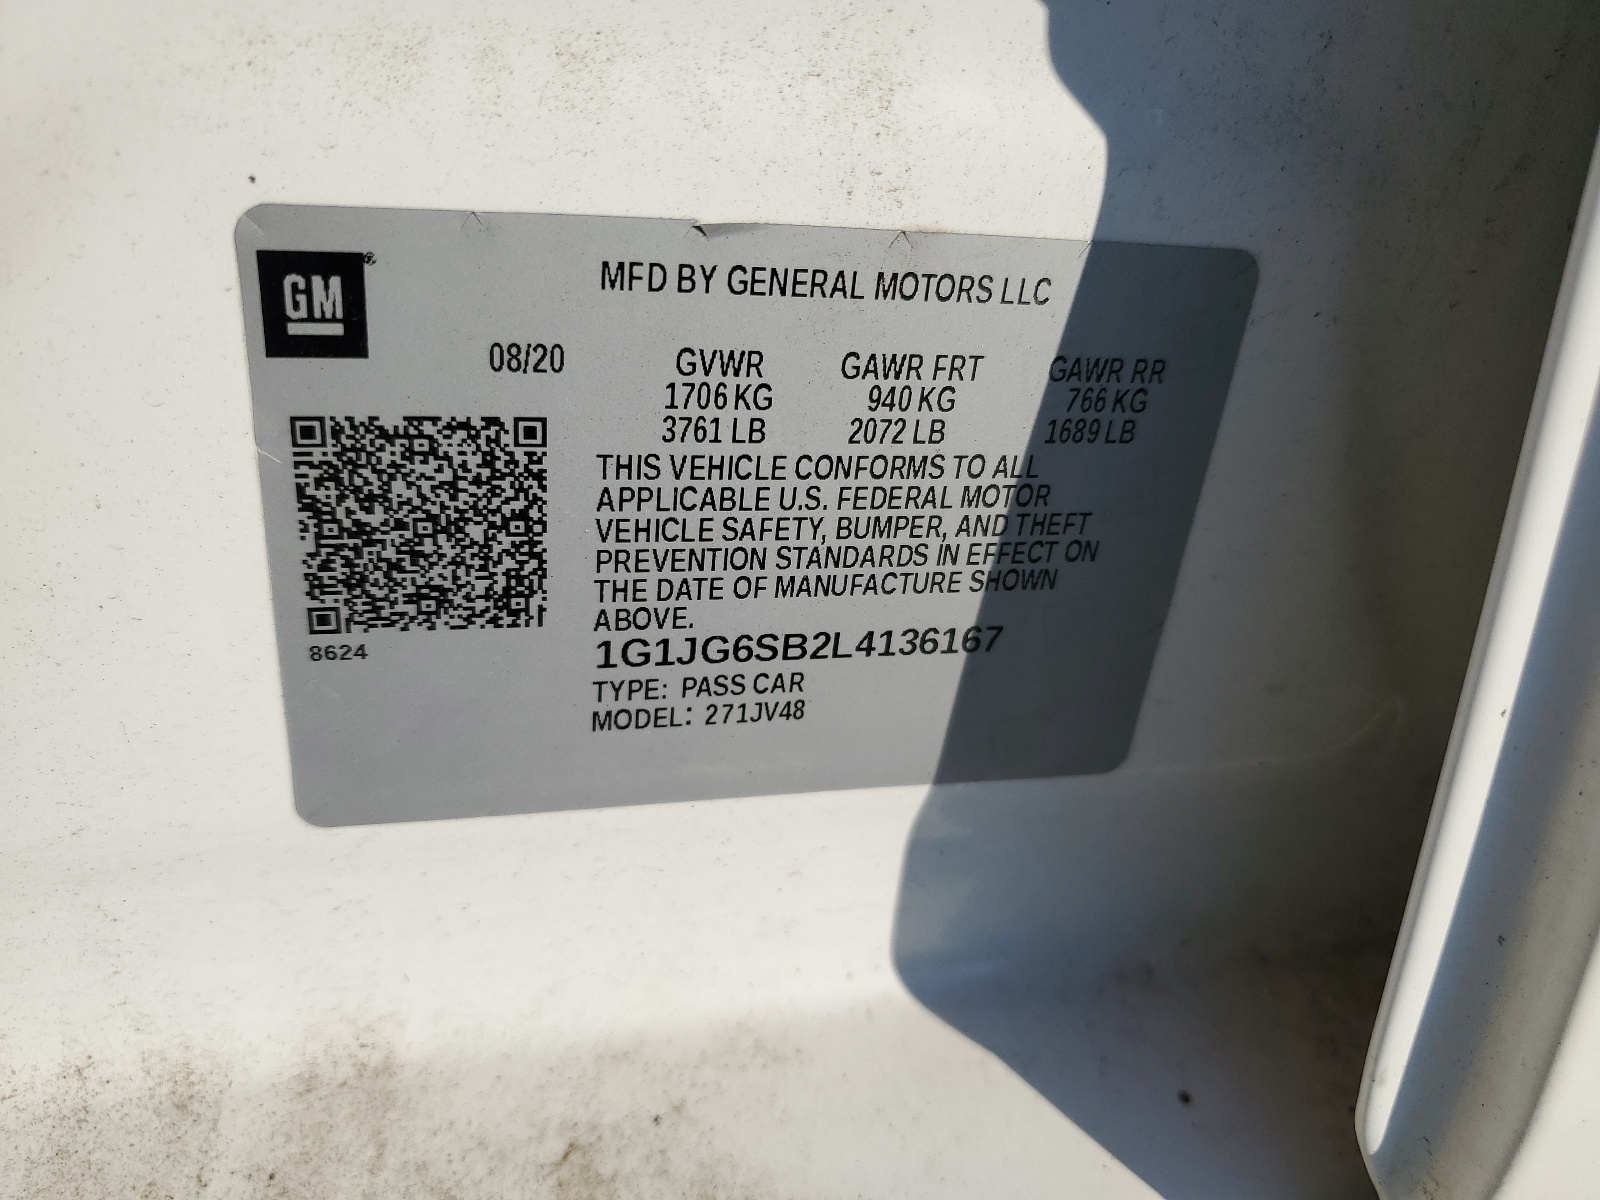 GM
MFD BY GENERAL MOTORS LLC
08/20 GVWR GAWR FRT GAWR RR
1706 KG 940 KG 766 KG
3761 LB 2072 LB 1689 LB
THIS VEHICLE CONFORMS TO ALL
APPLICABLE U.S. FEDERAL MOTOR
VEHICLE SAFETY, BUMPER, AND THEFT
PREVENTION STANDARDS IN EFFECT ON
THE DATE OF MANUFACTURE SHOWN
ABOVE.
8624
1G1JG6SB2L4136167
TYPE: PASS CAR
MODEL: 271JV48